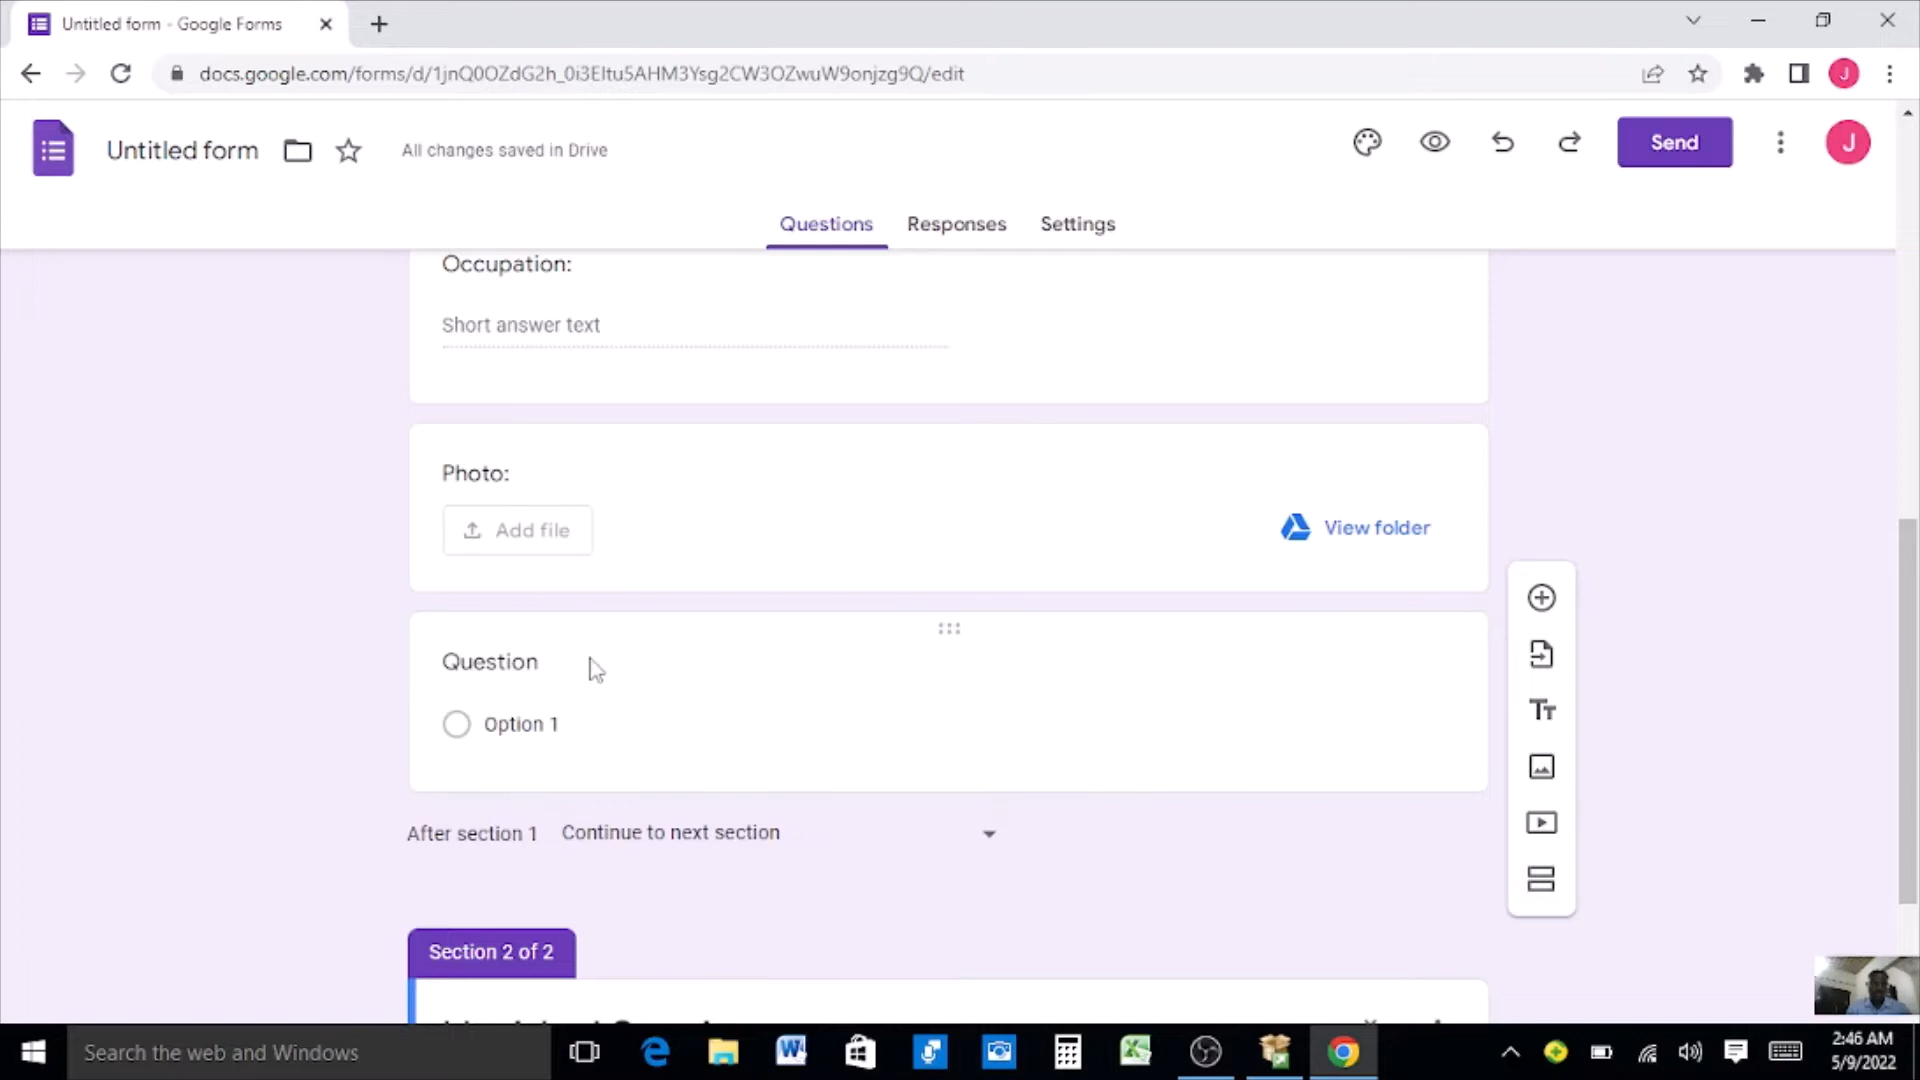 Untitled form - Google Forms
docs.google.com/forms/d/1jnQ0OZdG2h_0i3EItu5AHM3Ysg2CW3OZwuW9onjzg9Q/edit
J
Untitled form
All changes saved in Drive
Send
J
Questions
Responses
Settings
Occupation:
Short answer text
Photo:
Add file
View folder
Question
Option 1
After section 1
Continue to next section
Section 2 of 2
Search the web and Windows
2:46 AM
5/9/2022